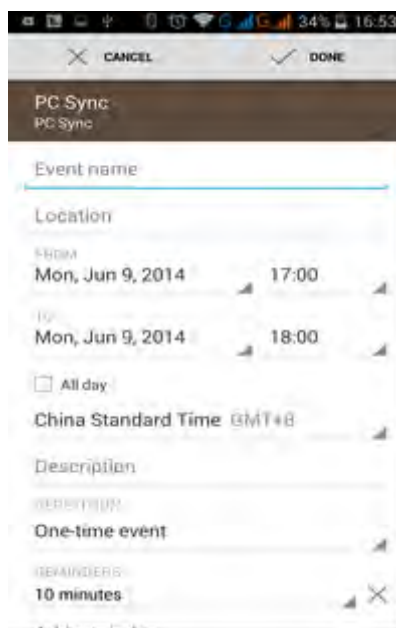 G G 34% 16:53
CANCEL DONE
PC Sync
PC Sync
Event name
Location
FROM
Mon, Jun 9, 2014 17:00
TO
Mon, Jun 9, 2014 18:00
All day
China Standard Time GMT+8
Description
REPETITION
One-time event
REMINDERS
10 minutes